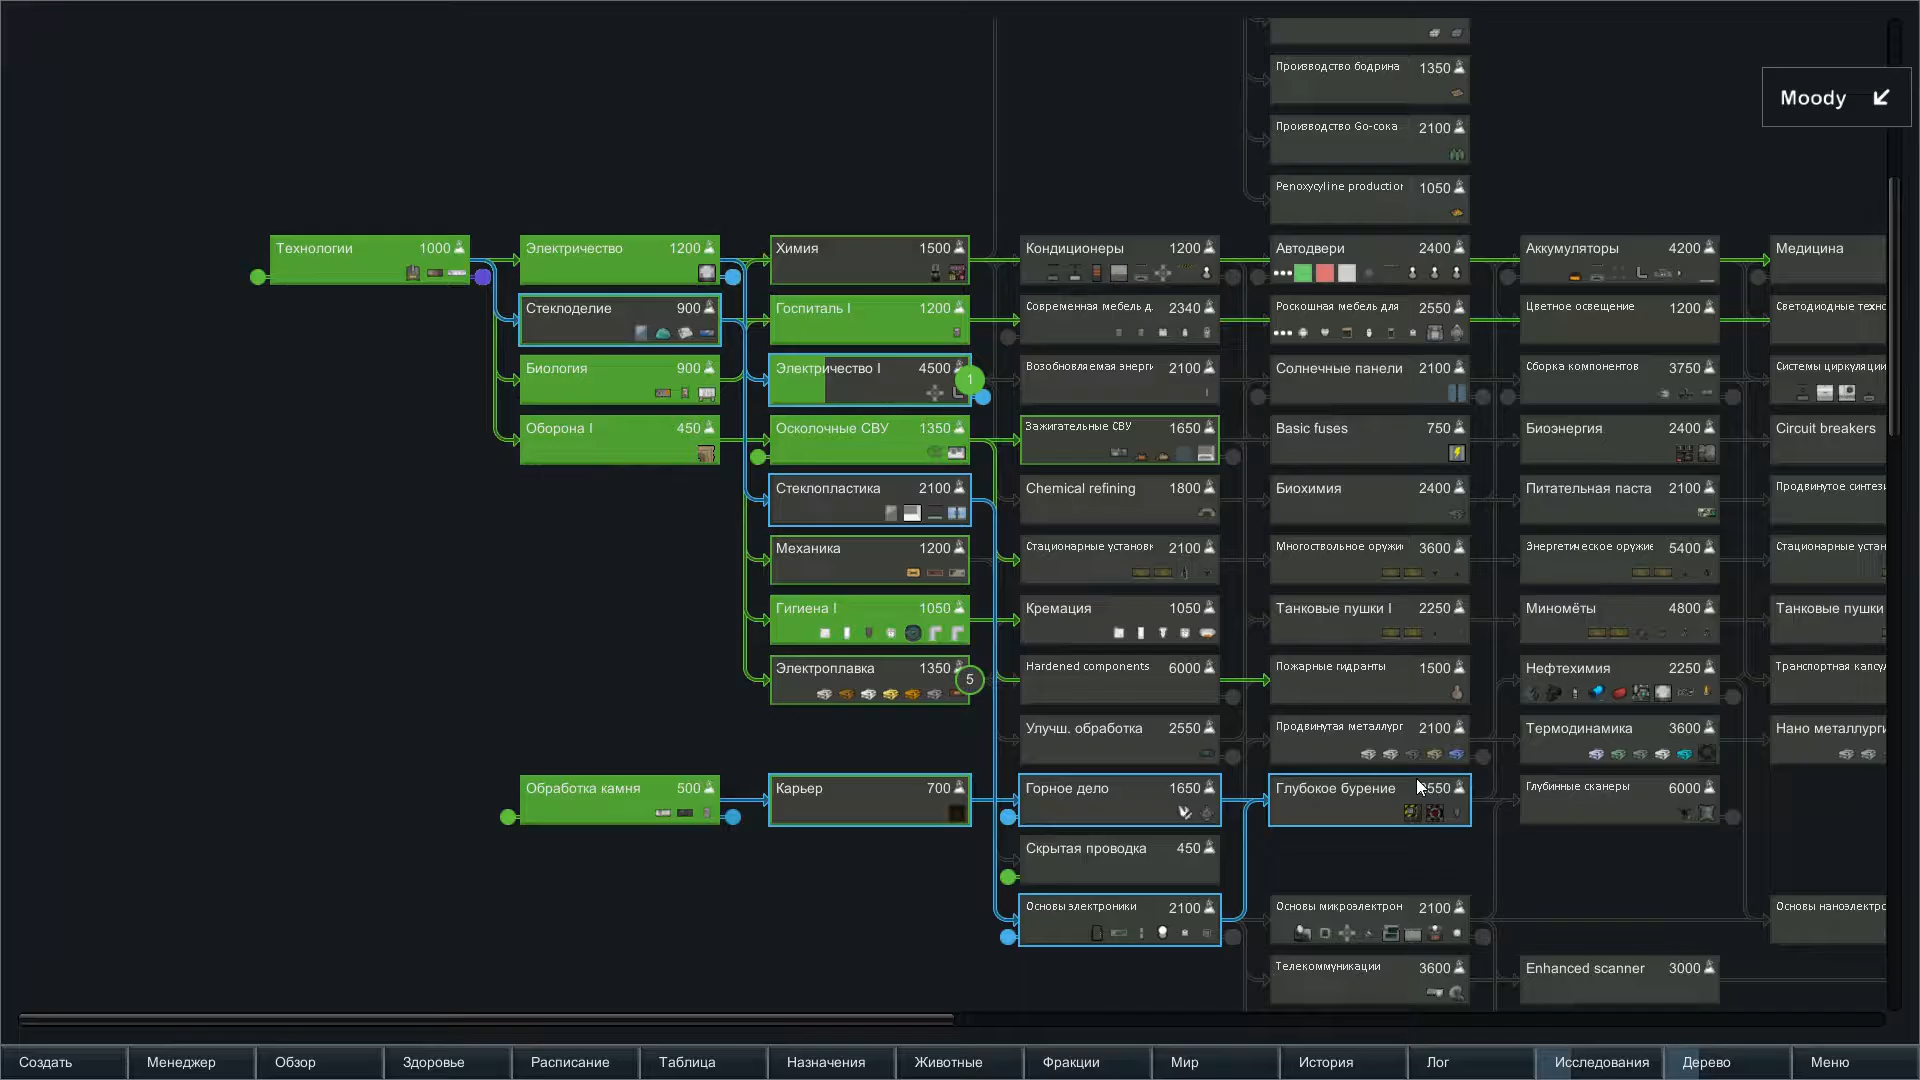 Производство бодрина 1350
Moody
Производство Go-сока 2100
Penoxycyline production 1050
Технологии 1000
Электричество 1200
Химия 1500
Кондиционеры 1200
Автодвери 2400
Аккумуляторы 4200
Медицина
Стеклоделие 900
Госпиталь I 1200
Современная мебель д. 2340
Роскошная мебель для 2550
Цветное освещение 1200
Светодиодные техно
Биология 900
Электричество I 4500
1
Возобновляемая энерги 2100
Солнечные панели 2100
Сборка компонентов 3750
Системы циркуляции
Оборона I 450
Осколочные СВУ 1350
Зажигательные СВУ 1650
Basic fuses 750
Биоэнергия 2400
Circuit breakers
Стеклопластика 2100
Chemical refining 1800
Биохимия 2400
Питательная паста 2100
Продвинутое синтези
Механика 1200
Стационарные установк 2100
Многоствольное оружи 3600
Энергетическое оружие 5400
Стационарные устан
Гигиена I 1050
Кремация 1050
Танковые пушки I 2250
Миномёты 4800
Танковые пушки
Электроплавка 1350
5
Hardened components 6000
Пожарные гидранты 1500
Нефтехимия 2250
Транспортная капсул
Улучш. обработка 2550
Продвинутая металлург 2100
Термодинамика 3600
Нано металлурги
Обработка камня 500
Карьер 700
Горное дело 1650
Глубокое бурение 550
Глубинные сканеры 6000
Скрытая проводка 450
Основы электроники 2100
Основы микроэлектрон 2100
Основы наноэлектро
Телекоммуникации 3600
Enhanced scanner 3000
Создать Менеджер Обзор Здоровье Расписание Таблица Назначения Животные Фракции Мир История Лог Исследования Дерево Меню